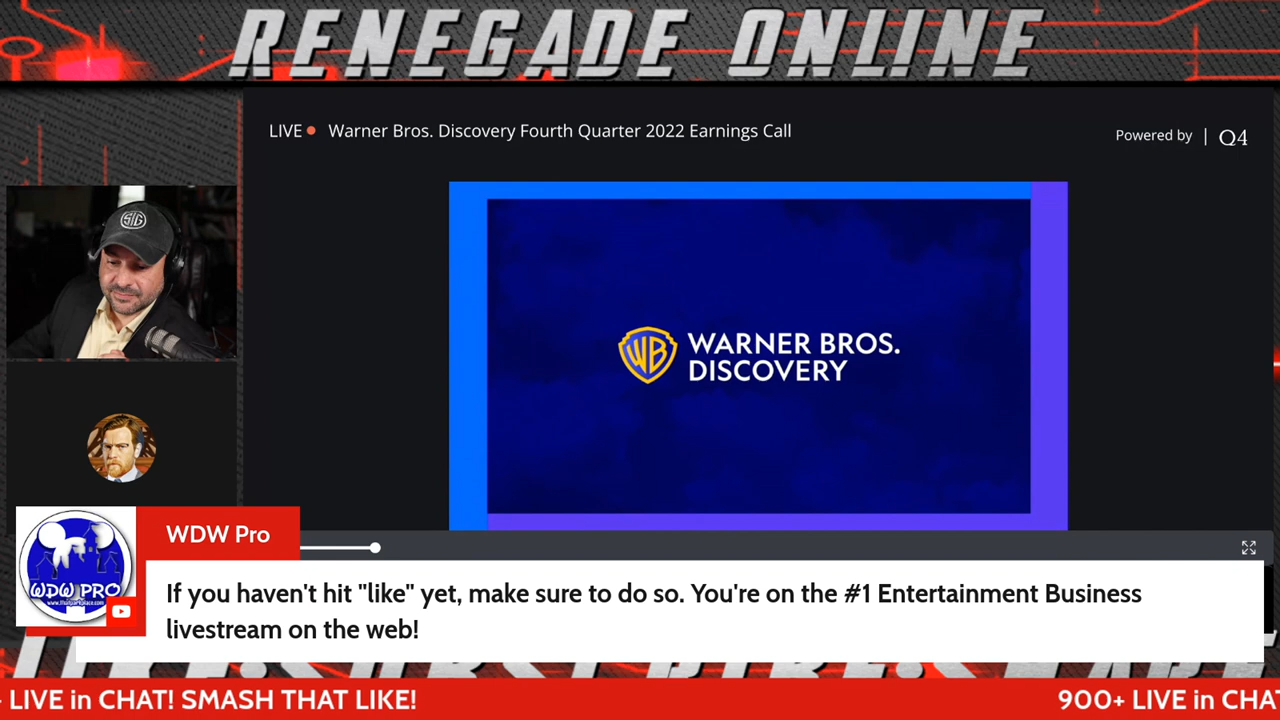 RENEGADE ONLINE
LIVE Warner Bros. Discovery Fourth Quarter 2022 Earnings Call
Powered by | Q4
WARNER BROS.
DISCOVERY
WDW Pro
WDW PRO
If you haven't hit "like" yet, make sure to do so. You're on the #1 Entertainment Business
livestream on the web!
LIVE in CHAT! SMASH THAT LIKE!
900+ LIVE in CHAT